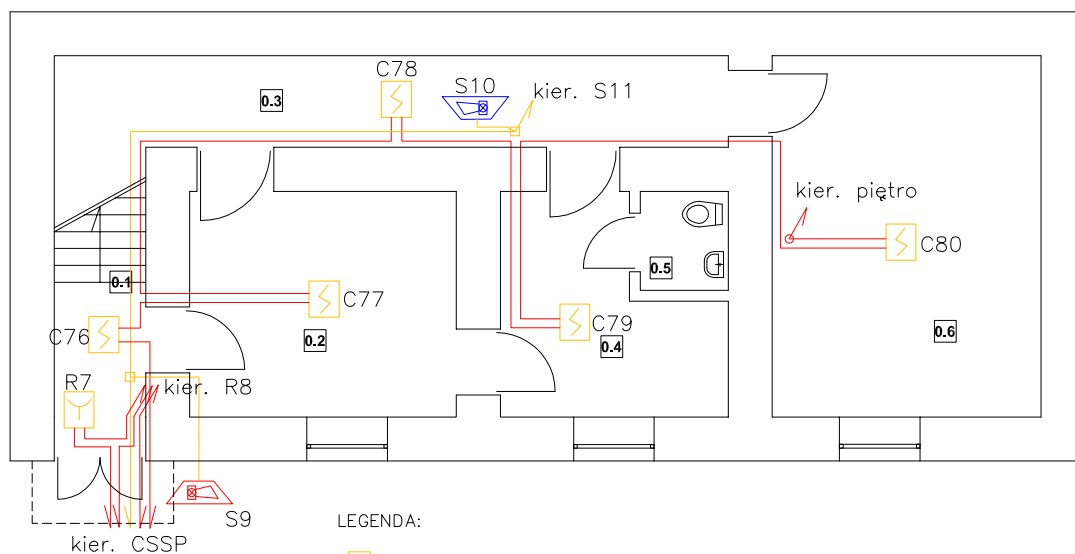 C78
S10
kier. S11
0.3
kier. piętro
C80
0.1
0.5
C77
C76
C79
0.2
0.4
0.6
R7
kier. R8
S9
LEGENDA:
kier. CSSP